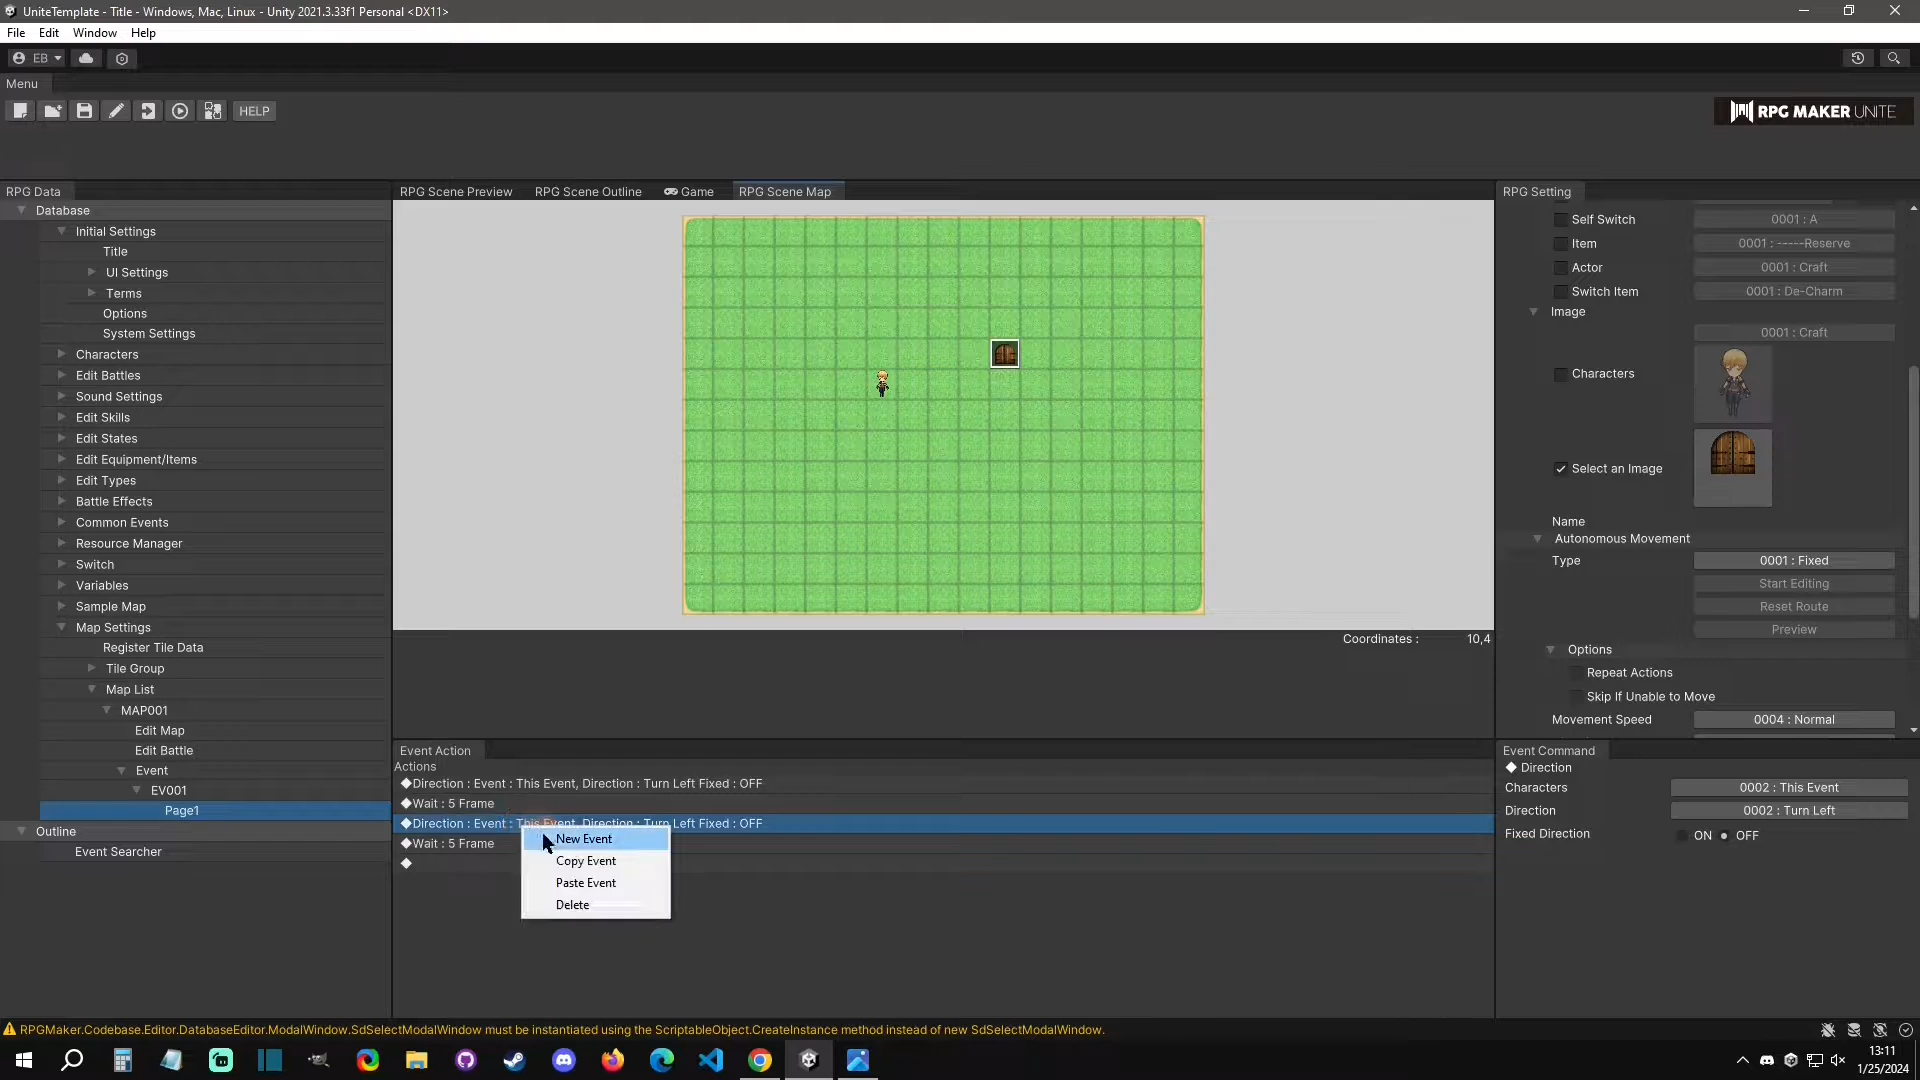 UniteTemplate - Title - Windows, Mac, Linux - Unity 2021.3.33f1 Personal <DX11>
File Edit Window Help
EB
Menu
HELP
RPG MAKER UNITE
RPG Data
Database
Initial Settings
Title
UI Settings
Terms
Options
System Settings
Characters
Edit Battles
Sound Settings
Edit Skills
Edit States
Edit Equipment/Items
Edit Types
Battle Effects
Common Events
Resource Manager
Switch
Variables
Sample Map
Map Settings
Register Tile Data
Tile Group
Map List
MAP001
Edit Map
Edit Battle
Event
EV001
Page1
Outline
Event Searcher
RPG Scene Preview RPG Scene Outline Game RPG Scene Map
Coordinates : 10,4
Event Action
Actions
◆Direction : Event : This Event, Direction : Turn Left Fixed : OFF
◆Wait : 5 Frame
◆Direction : Event : This Event, Direction : Turn Left Fixed : OFF
◆Wait : 5 Frame
◆
New Event
Copy Event
Paste Event
Delete
RPG Setting
Self Switch 0001 : A
Item 0001 : -----Reserve
Actor 0001 : Craft
Switch Item 0001 : De-Charm
Image
0001 : Craft
Characters
Select an Image
Name
Autonomous Movement
Type 0001 : Fixed
Start Editing
Reset Route
Preview
Options
Repeat Actions
Skip If Unable to Move
Movement Speed 0004 : Normal
Event Command
◆ Direction
Characters 0002 : This Event
Direction 0002 : Turn Left
Fixed Direction ON OFF
RPGMaker.Codebase.Editor.DatabaseEditor.ModalWindow.SdSelectModalWindow must be instantiated using the ScriptableObject.CreateInstance method instead of new SdSelectModalWindow.
13:11
1/25/2024